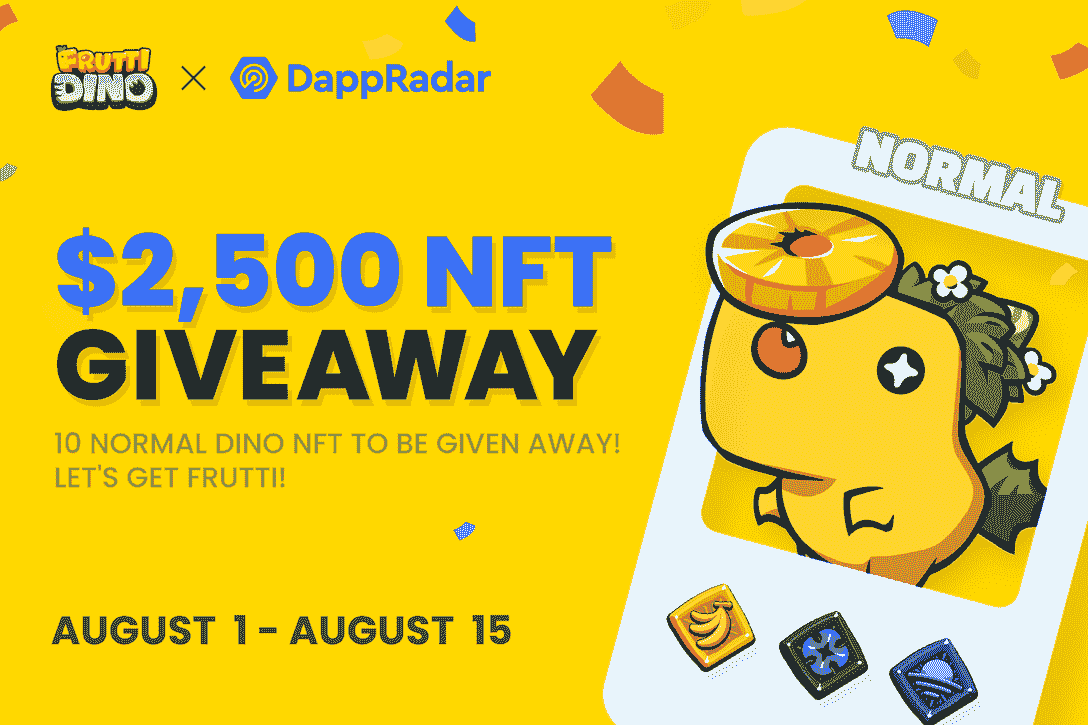 FRUTTI
DINO
DappRadar
NORMAL
$2,500 NFT
GIVEAWAY
10 NORMAL DINO NFT TO BE GIVEN AWAY!
LET'S GET FRUTTI!
AUGUST 1 - AUGUST 15